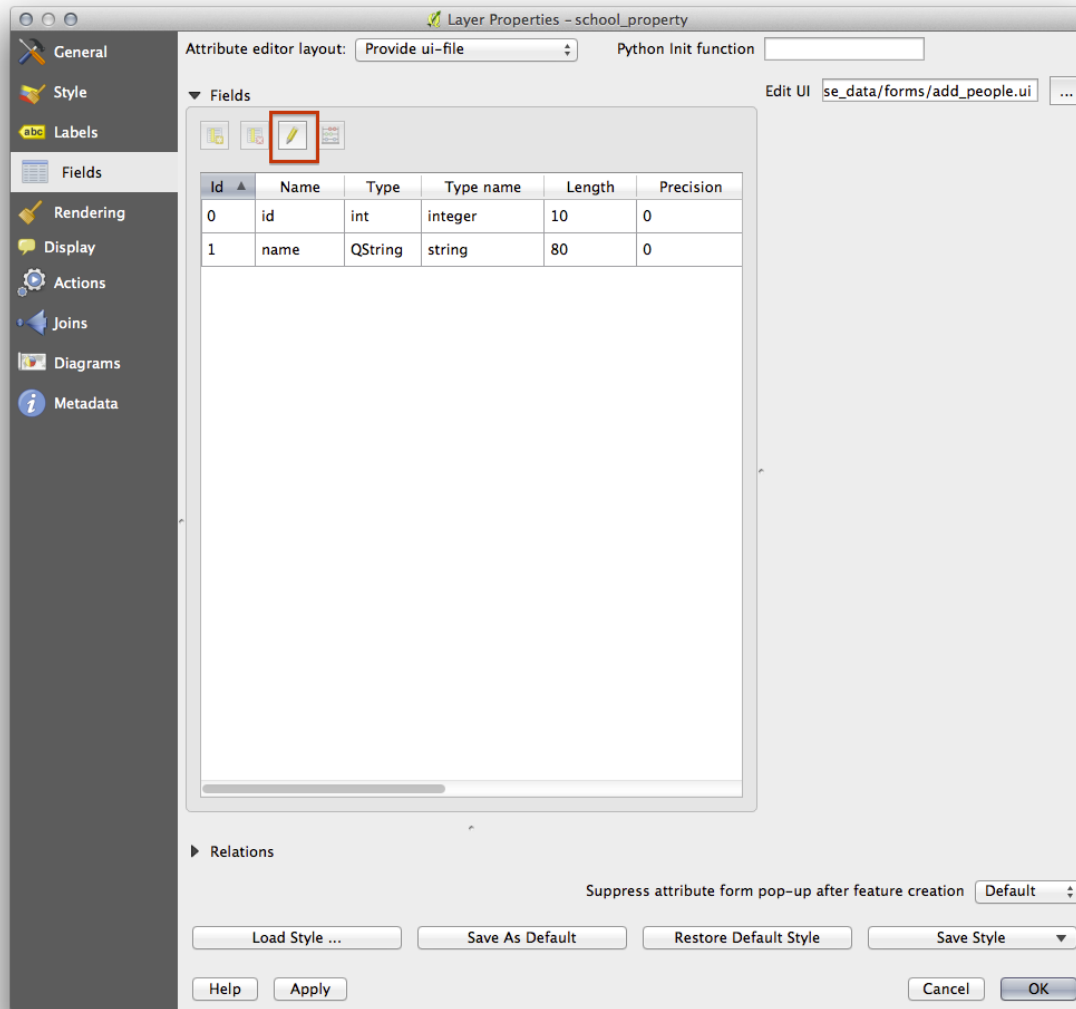 Layer Properties – school_property
General
Style
abc Labels
Fields
Rendering
Display
Actions
Joins
Diagrams
i Metadata
Attribute editor layout: Provide ui-file Python Init function
Fields Edit UI se_data/forms/add_people.ui ...
Id Name Type Type name Length Precision
0 id int integer 10 0
1 name QString string 80 0
Relations
Suppress attribute form pop-up after feature creation Default
Load Style ... Save As Default Restore Default Style Save Style
Help Apply Cancel OK